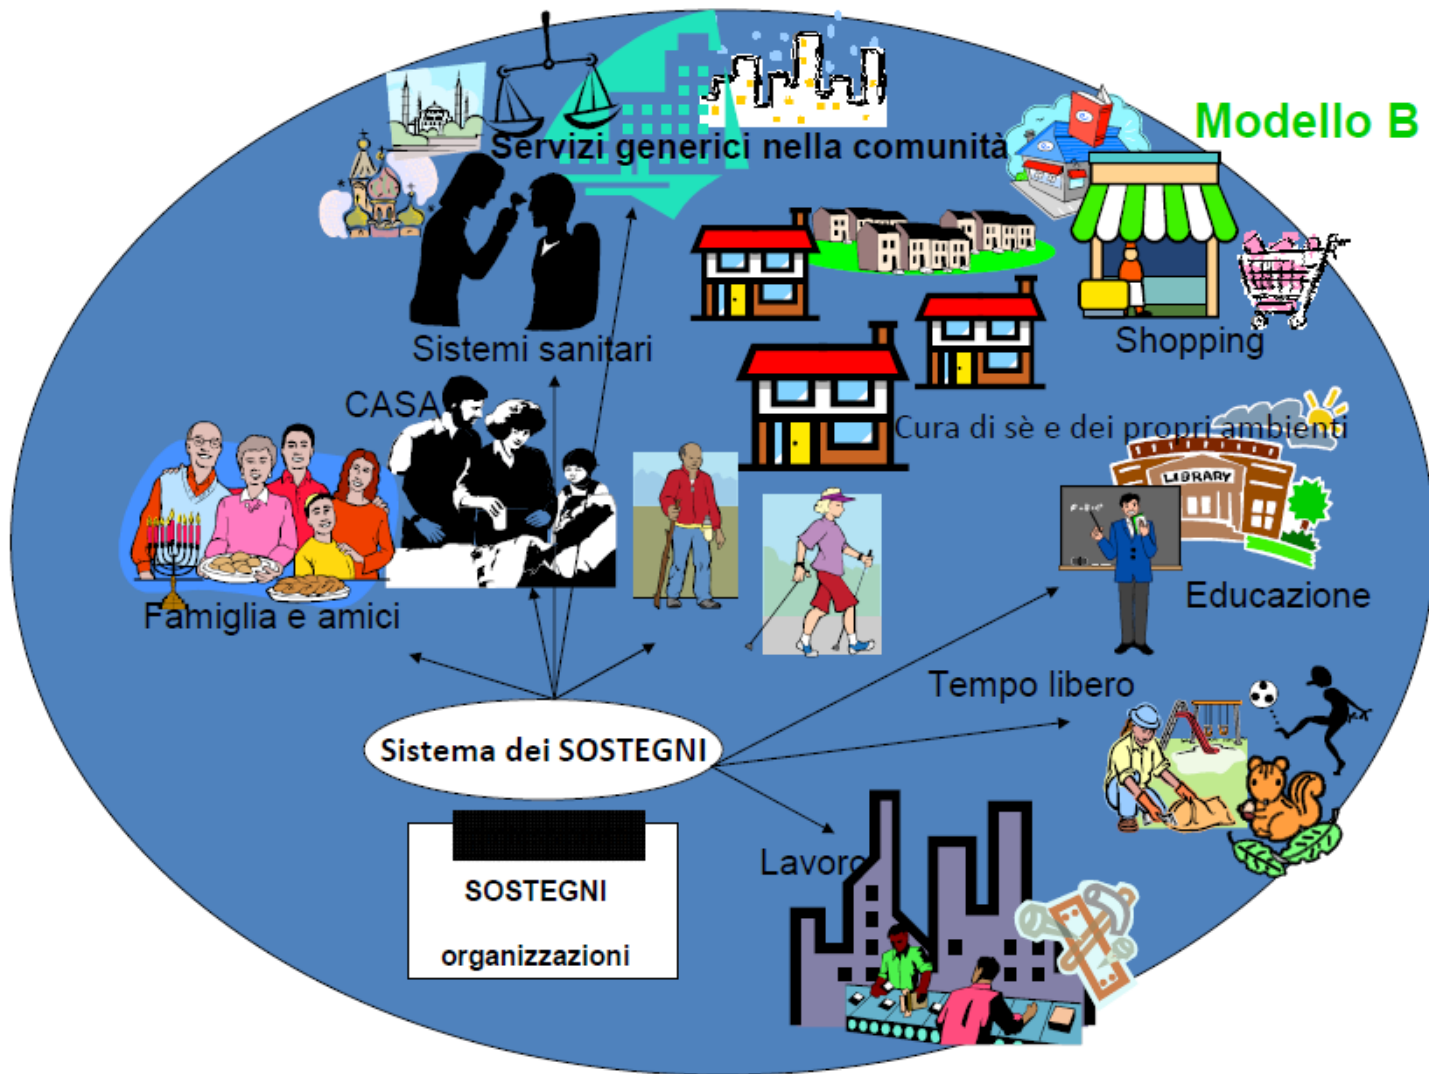 Modello B
Servizi generici nella comunità
Sistemi sanitari
Shopping
CASA
Cura di sè e dei propri ambienti
LIBRARY
Famiglia e amici
Educazione
Tempo libero
Sistema dei SOSTEGNI
Lavoro
SOSTEGNI
organizzazioni